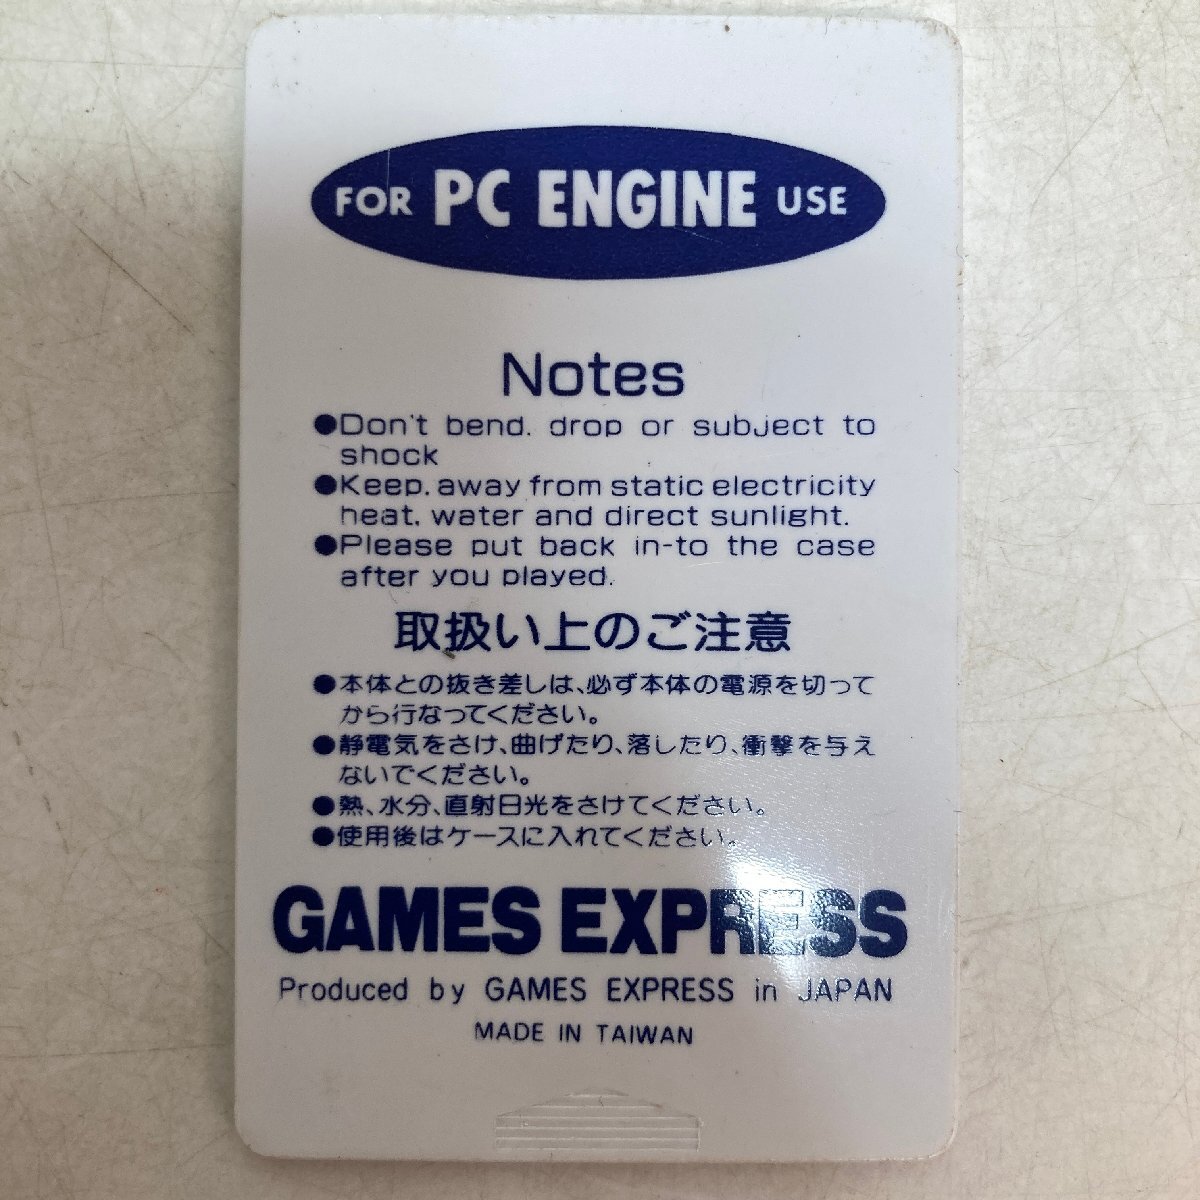 FOR PC ENGINE USE
Notes
●Don't bend. drop or subject to
shock
●Keep. away from static electricity
heat. water and direct sunlight.
●Please put back in-to the case
after you played.
取扱い上のご注意
●本体との抜き差しは、必ず本体の電源を切って
から行なってください。
●静電気をさけ、曲げたり、落したり、衝撃を与え
ないでください。
●熱、水分、直射日光をさけてください。
●使用後はケースに入れてください。
GAMES EXPRESS
Produced by GAMES EXPRESS in JAPAN
MADE IN TAIWAN